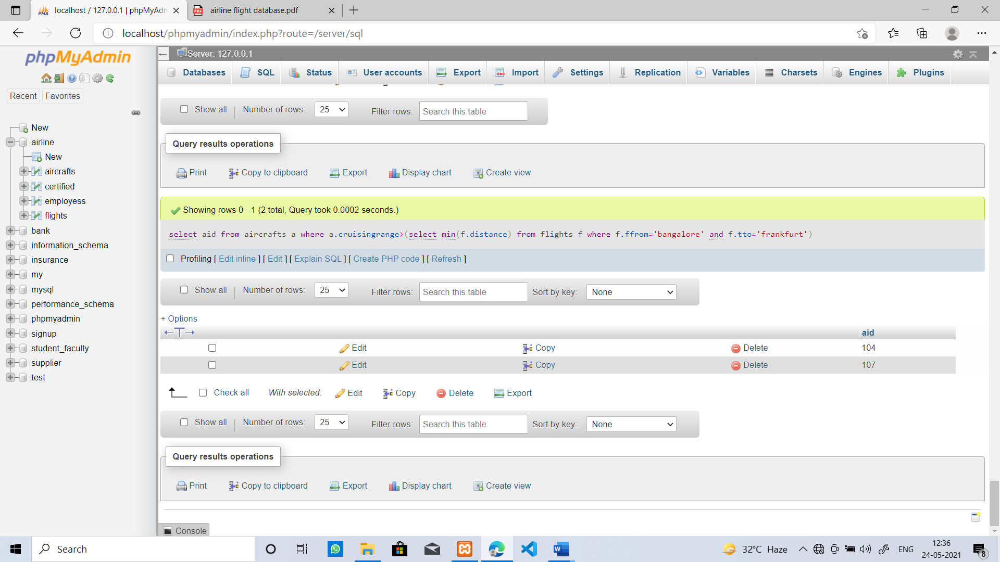 localhost / 127.0.0.1 | phpMyAdn
airline flight database.pdf
localhost/phpmyadmin/index.php?route=/server/sql
phpMyAdmin
Recent
Favorites
New
airline
New
aircrafts
certified
employess
flights
bank
information_schema
insurance
my
mysql
performance_schema
phpmyadmin
signup
student_faculty
supplier
test
Server: 127.0.0.1
Databases SQL Status User accounts Export Import Settings Replication Variables Charsets Engines Plugins
Show all | Number of rows: 25 Filter rows: Search this table
Query results operations
Print Copy to clipboard Export Display chart Create view
Showing rows 0 - 1 (2 total, Query took 0.0002 seconds.)
select aid from aircrafts a where a.cruisingrange>(select min(f.distance) from flights f where f.ffrom='bangalore' and f.tto='frankfurt')
Profiling [ Edit inline ] [ Edit ] [ Explain SQL ] [ Create PHP code ] [ Refresh ]
Show all | Number of rows: 25 Filter rows: Search this table Sort by key: None
+ Options
←T→ aid
Edit Copy Delete 104
Edit Copy Delete 107
Check all With selected: Edit Copy Delete Export
Show all | Number of rows: 25 Filter rows: Search this table Sort by key: None
Query results operations
Print Copy to clipboard Export Display chart Create view
Console
Search
32°C Haze
ENG
12:36
24-05-2021
8